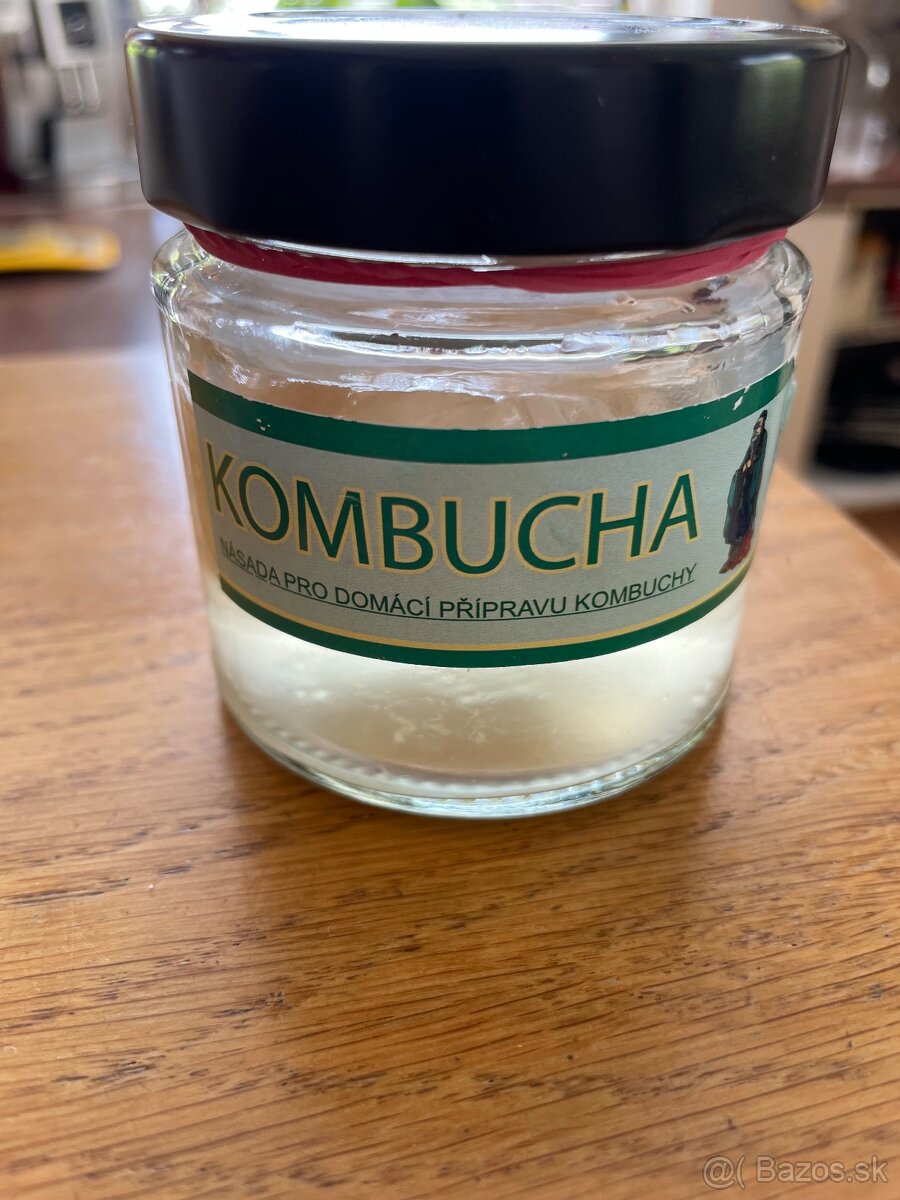 KOMBUCHA
NÁSADA PRO DOMÁCÍ PŘÍPRAVU KOMBUCHY
@( Bazos.sk